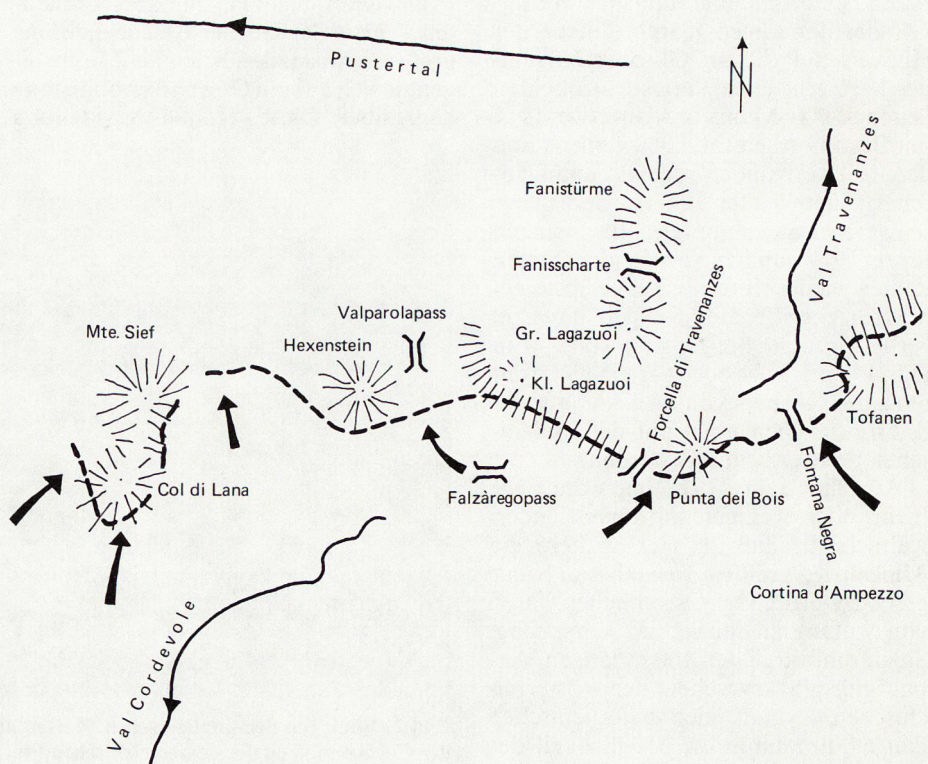 Pustertal
N
Val Travenanzes
Fanistürme
Fanisscharte
Forcella di Travenanzes
Valparolapass
Mte. Sief
Hexenstein
Gr. Lagazuoi
Kl. Lagazuoi
Tofanen
Col di Lana
Falzàregopass
Punta dei Bois
Fontana Negra
Cortina d'Ampezzo
Val Cordevole